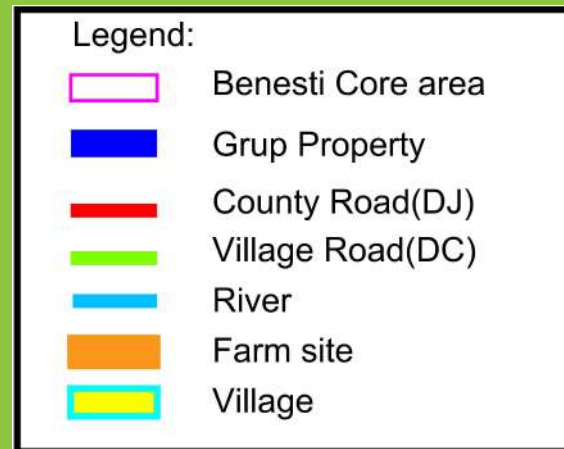 Legend:
Benesti Core area
Grup Property
County Road(DJ)
Village Road(DC)
River
Farm site
Village